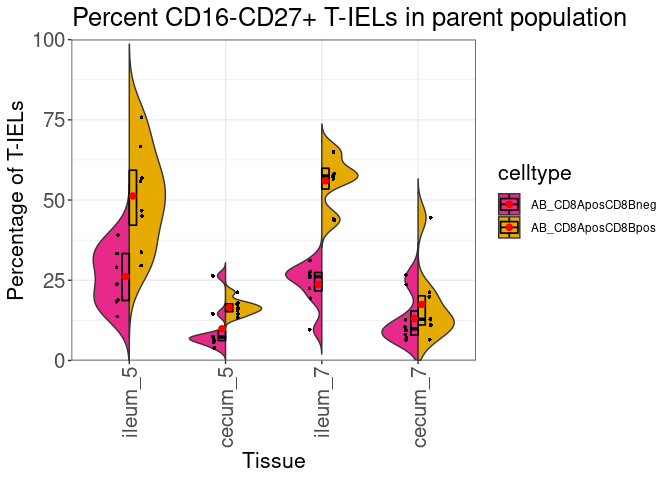 Percent CD16-CD27+ T-IELs in parent population
Percentage of T-IELs
100
75
50
25
0
ileum_5
cecum_5
ileum_7
cecum_7
Tissue
celltype
AB_CD8AposCD8Bneg
AB_CD8AposCD8Bpos